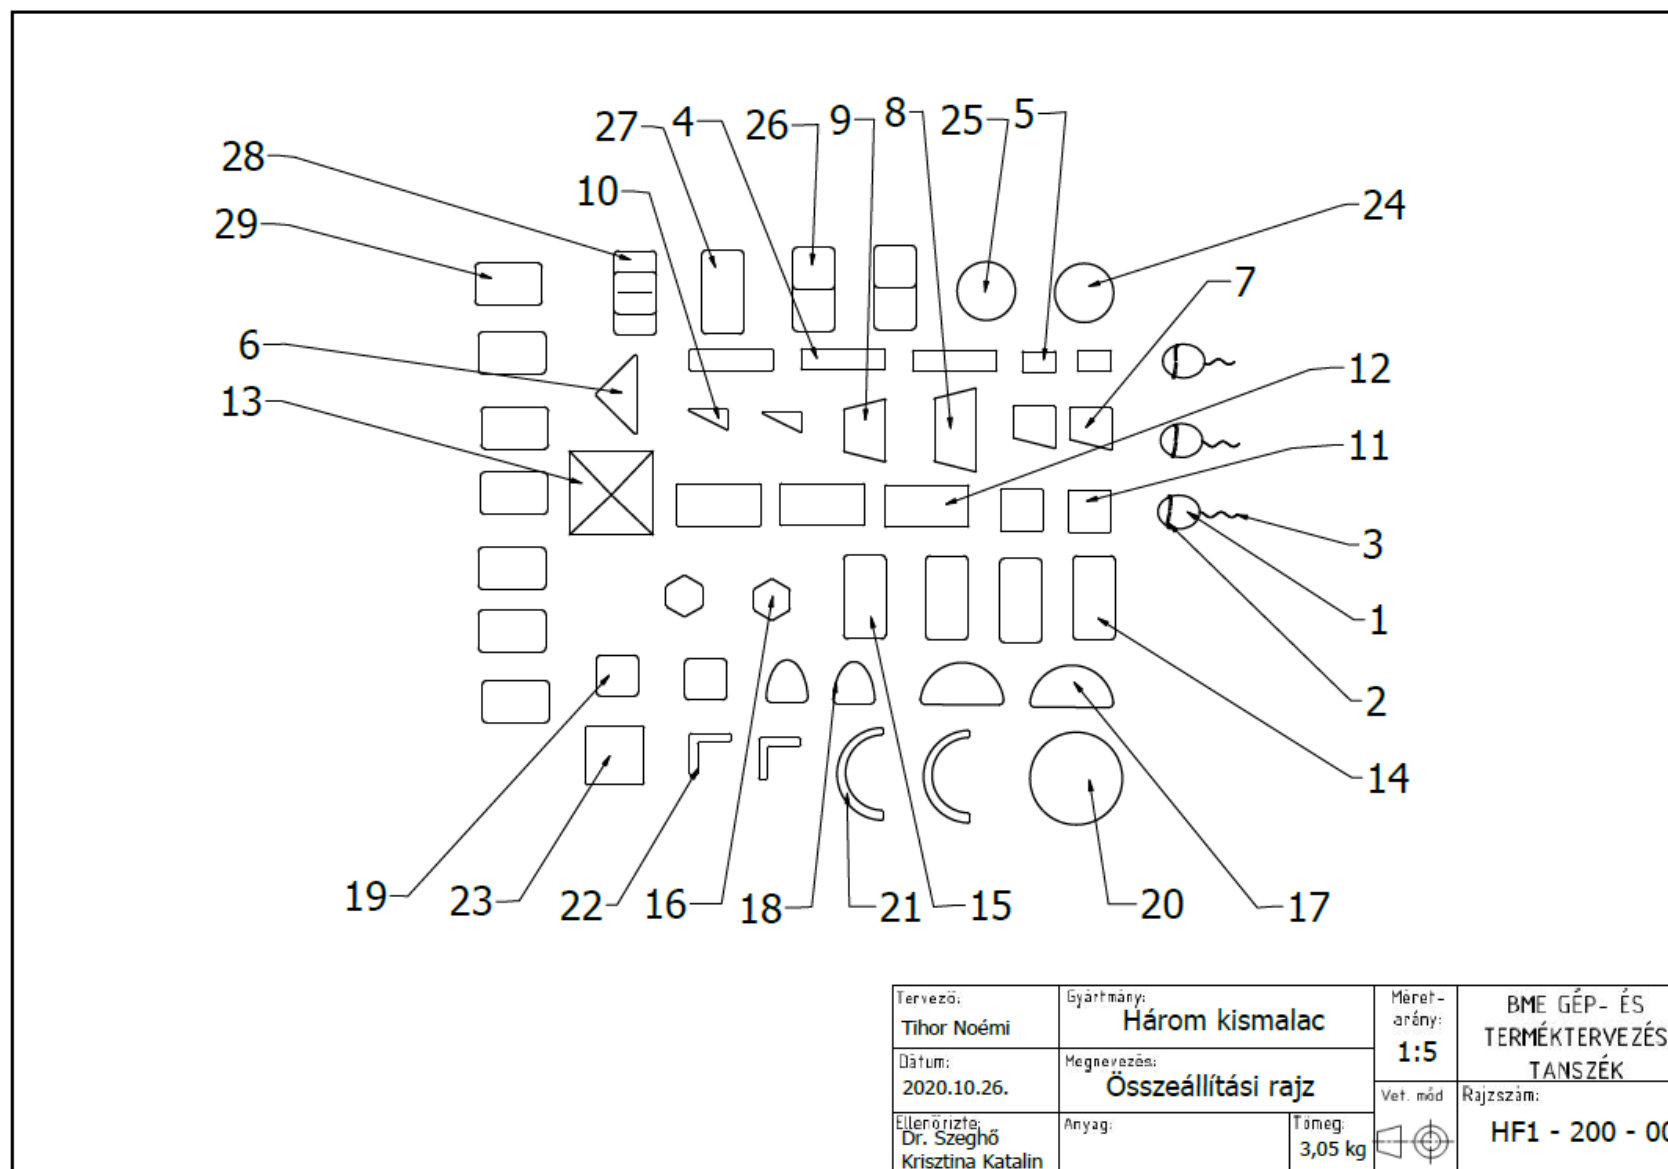 27 4 26 9 8 25 5
28
10
29
24
7
6
12
13
11
3
1
2
14
19 23 22 16 18 21 15 20 17
Tervező:
Tihor Noémi
Gyártmány:
Három kismalac
Méret-
arány:
1:5
BME GÉP- ÉS
TERMÉKTERVEZÉS
TANSZÉK
Dátum:
2020.10.26.
Megnevezés:
Összeállítási rajz
Vet. mód
Rajzszám:
HF1 - 200 - 00
Ellenőrizte:
Dr. Szeghő
Krisztina Katalin
Anyag:
Tömeg:
3,05 kg